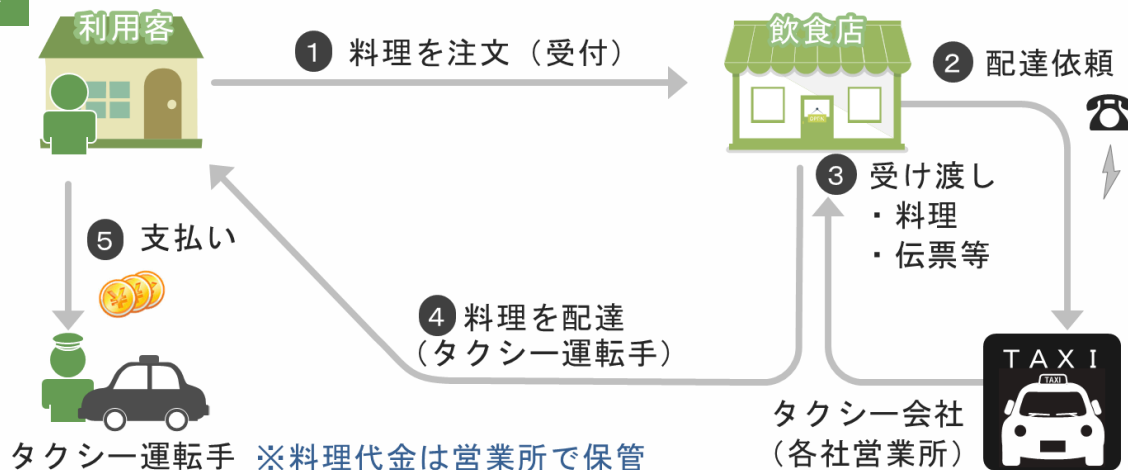 利用客
❶ 料理を注文（受付）
飲食店
❷ 配達依頼
❸ 受け渡し
・料理
・伝票等
❹ 料理を配達
（タクシー運転手）
❺ 支払い
TAXI
TAXI
タクシー会社
（各社営業所）
タクシー運転手
※料理代金は営業所で保管